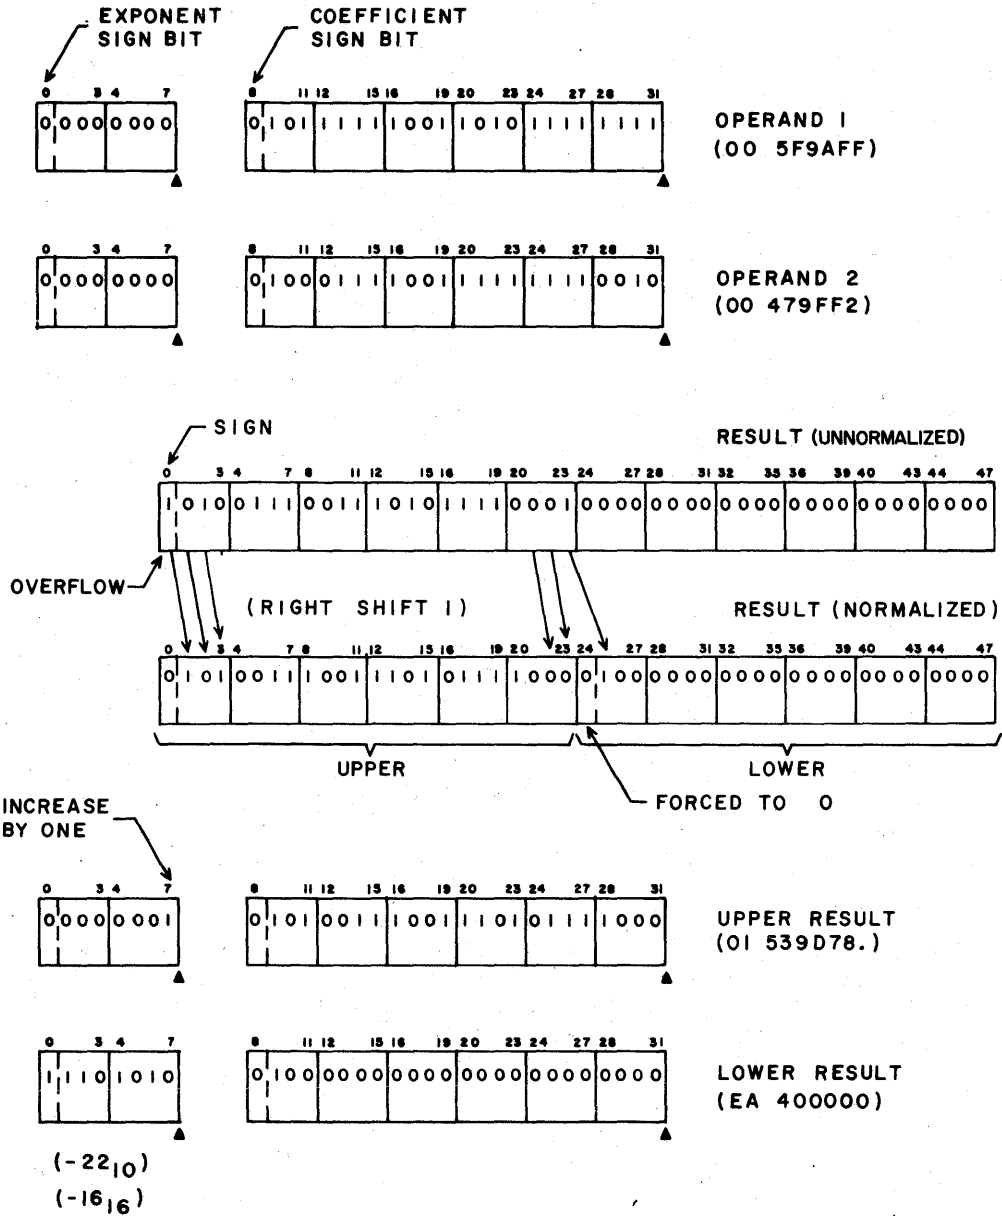 EXPONENT
SIGN BIT
COEFFICIENT
SIGN BIT
0 3 4 7 8 11 12 15 16 19 20 23 24 27 28 31
0 000 0000 0 101 1111 1001 1010 1111 1111
OPERAND 1
(00 5F9AFF)
0 3 4 7 8 11 12 15 16 19 20 23 24 27 28 31
0 000 0000 0 100 0111 1001 1111 1111 0010
OPERAND 2
(00 479FF2)
SIGN
RESULT (UNNORMALIZED)
0 3 4 7 8 11 12 15 16 19 20 23 24 27 28 31 32 35 36 39 40 43 44 47
1 010 0111 0011 1010 1111 0001 0000 0000 0000 0000 0000 0000
OVERFLOW
(RIGHT SHIFT 1)
RESULT (NORMALIZED)
0 3 4 7 8 11 12 15 16 19 20 23 24 27 28 31 32 35 36 39 40 43 44 47
0 101 0011 1001 1101 0111 1000 0 100 0000 0000 0000 0000 0000
UPPER
LOWER
FORCED TO 0
INCREASE
BY ONE
0 3 4 7 8 11 12 15 16 19 20 23 24 27 28 31
0 000 0001 0 101 0011 1001 1101 0111 1000
UPPER RESULT
(01 539D78.)
0 3 4 7 8 11 12 15 16 19 20 23 24 27 28 31
1 110 1010 0 100 0000 0000 0000 0000 0000
LOWER RESULT
(EA 400000)
(-22₁₀)
(-16₁₆)